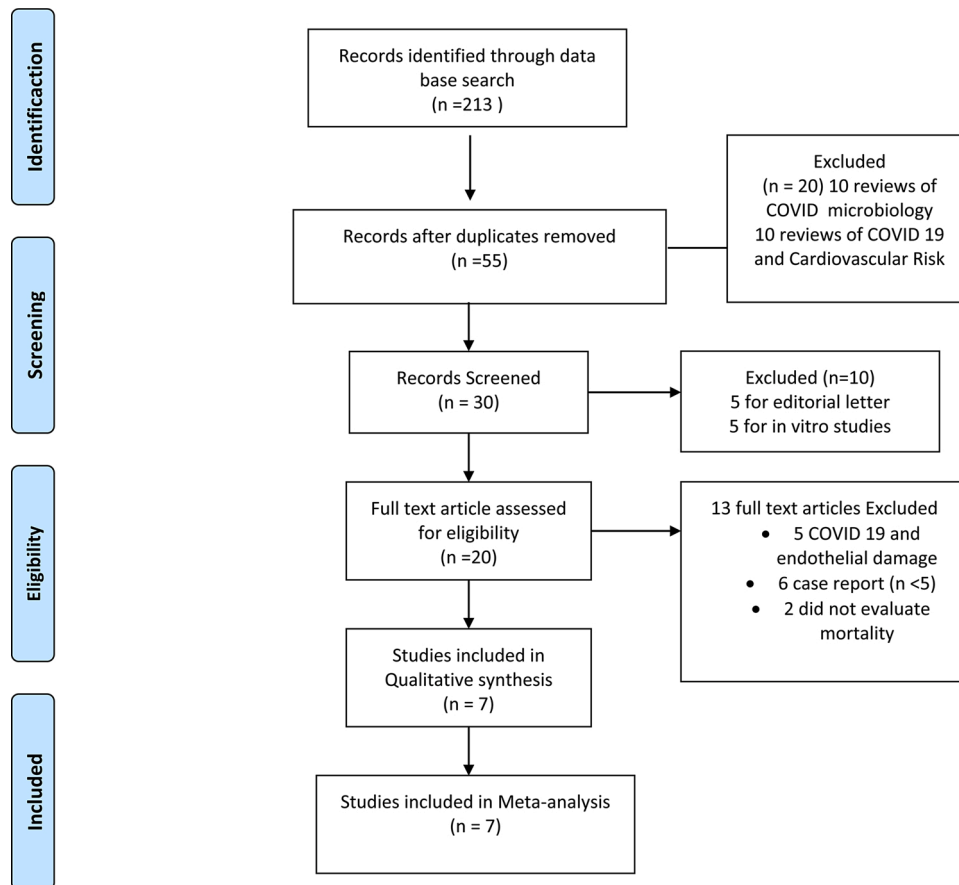 Identificaction
Records identified through data
base search
(n =213 )
Excluded
(n = 20) 10 reviews of
COVID microbiology
10 reviews of COVID 19
and Cardiovascular Risk
Records after duplicates removed
(n =55)
Screening
Records Screened
(n = 30)
Excluded (n=10)
5 for editorial letter
5 for in vitro studies
Eligibility
Full text article assessed
for eligibility
(n =20)
13 full text articles Excluded
• 5 COVID 19 and
endothelial damage
• 6 case report (n <5)
• 2 did not evaluate
mortality
Studies included in
Qualitative synthesis
(n = 7)
Included
Studies included in Meta-analysis
(n = 7)